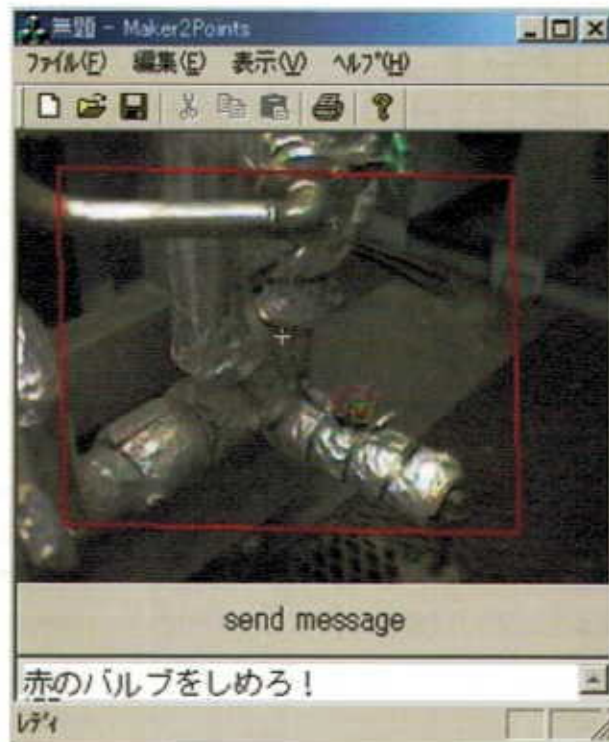 無題 - Maker2Points
ファイル(F) 編集(E) 表示(V) ヘルプ(H)
send message
赤のバルブをしめろ！
レディ